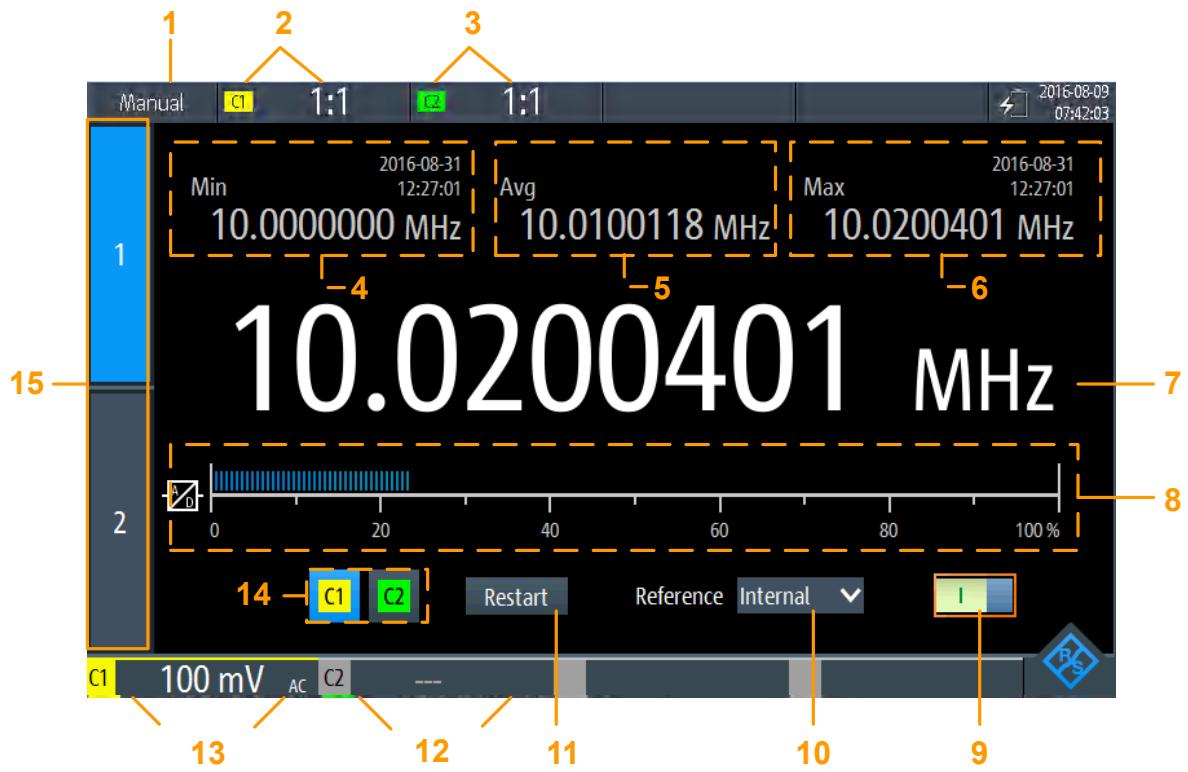 1 2 3
Manual C1 1:1 C2 1:1 2016-08-09
07:42:03
2016-08-31
Min 12:27:01
10.0000000 MHz
Avg
10.0100118 MHz
2016-08-31
Max 12:27:01
10.0200401 MHz
4 5 6
1
10.0200401 MHz
15
7
A/D
8
2
0 20 40 60 80 100 %
14 C1 C2 Restart Reference Internal I
R/S
C1 100 mV AC C2 ---
13 12 11 10 9